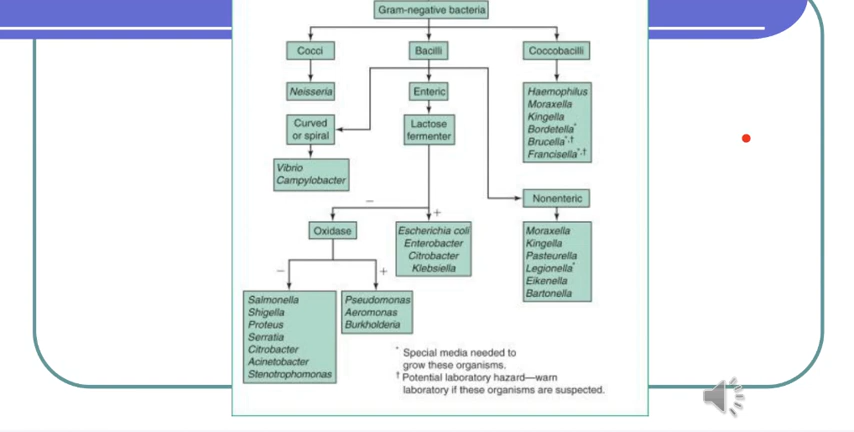 Gram-negative bacteria
Cocci
Bacilli
Coccobacilli
Neisseria
Enteric
Haemophilus
Moraxella
Kingella
Bordetella*
Brucella*,†
Francisella*,†
Curved
or spiral
Lactose
fermenter
Vibrio
Campylobacter
Nonenteric
–
+
Oxidase
Escherichia coli
Enterobacter
Citrobacter
Klebsiella
Moraxella
Kingella
Pasteurella
Legionella*
Eikenella
Bartonella
–
+
Salmonella
Shigella
Proteus
Serratia
Citrobacter
Acinetobacter
Stenotrophomonas
Pseudomonas
Aeromonas
Burkholderia
* Special media needed to
grow these organisms.
† Potential laboratory hazard—warn
laboratory if these organisms are suspected.